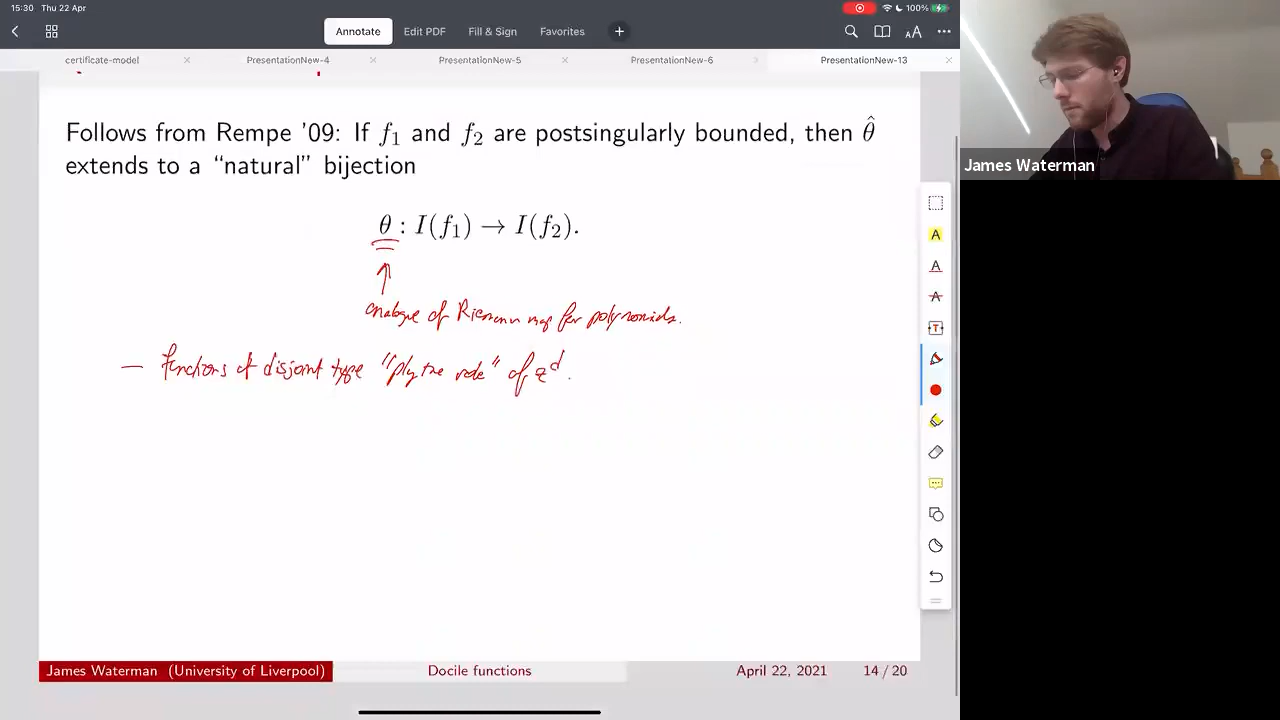 15:30 Thu 22 Apr
100%
Annotate
Edit PDF
Fill & Sign
Favorites
certificate-model
PresentationNew-4
PresentationNew-5
PresentationNew-6
PresentationNew-13
Follows from Rempe '09: If f₁ and f₂ are postsingularly bounded, then θ̂
extends to a “natural” bijection
θ : I(f₁) → I(f₂).
analogue of Riemann map for polynomials.
— functions of disjoint type "play the role" of z^d.
James Waterman (University of Liverpool)
Docile functions
April 22, 2021
14 / 20
James Waterman